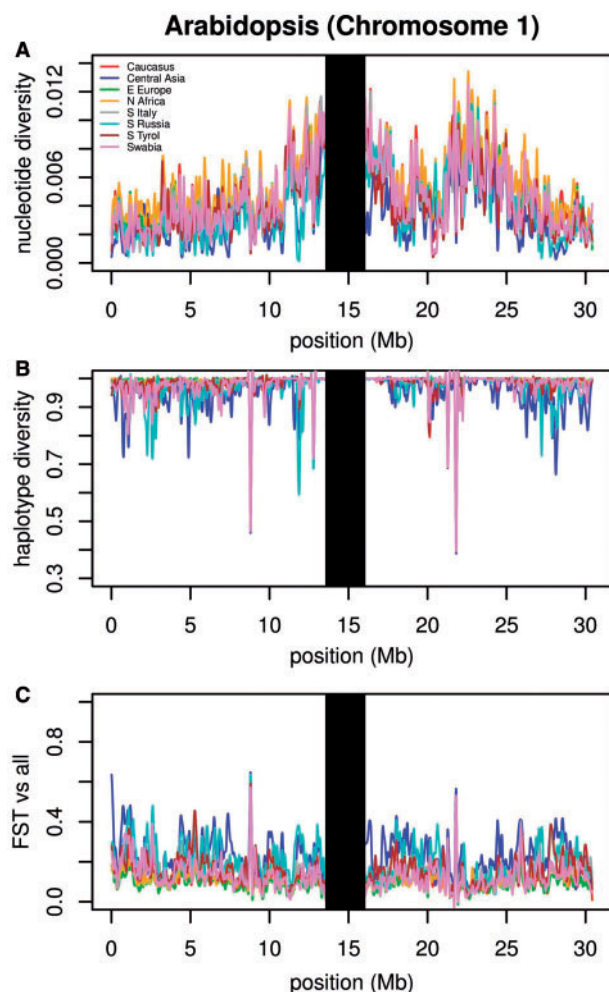 Arabidopsis (Chromosome 1)
A
nucleotide diversity
0.012
0.006
0.000
Caucasus
Central Asia
E Europe
N Africa
S Italy
S Russia
S Tyrol
Swabia
0 5 10 15 20 25 30
position (Mb)
B
haplotype diversity
0.9
0.7
0.5
0.3
0 5 10 15 20 25 30
position (Mb)
C
FST vs all
0.8
0.4
0.0
0 5 10 15 20 25 30
position (Mb)